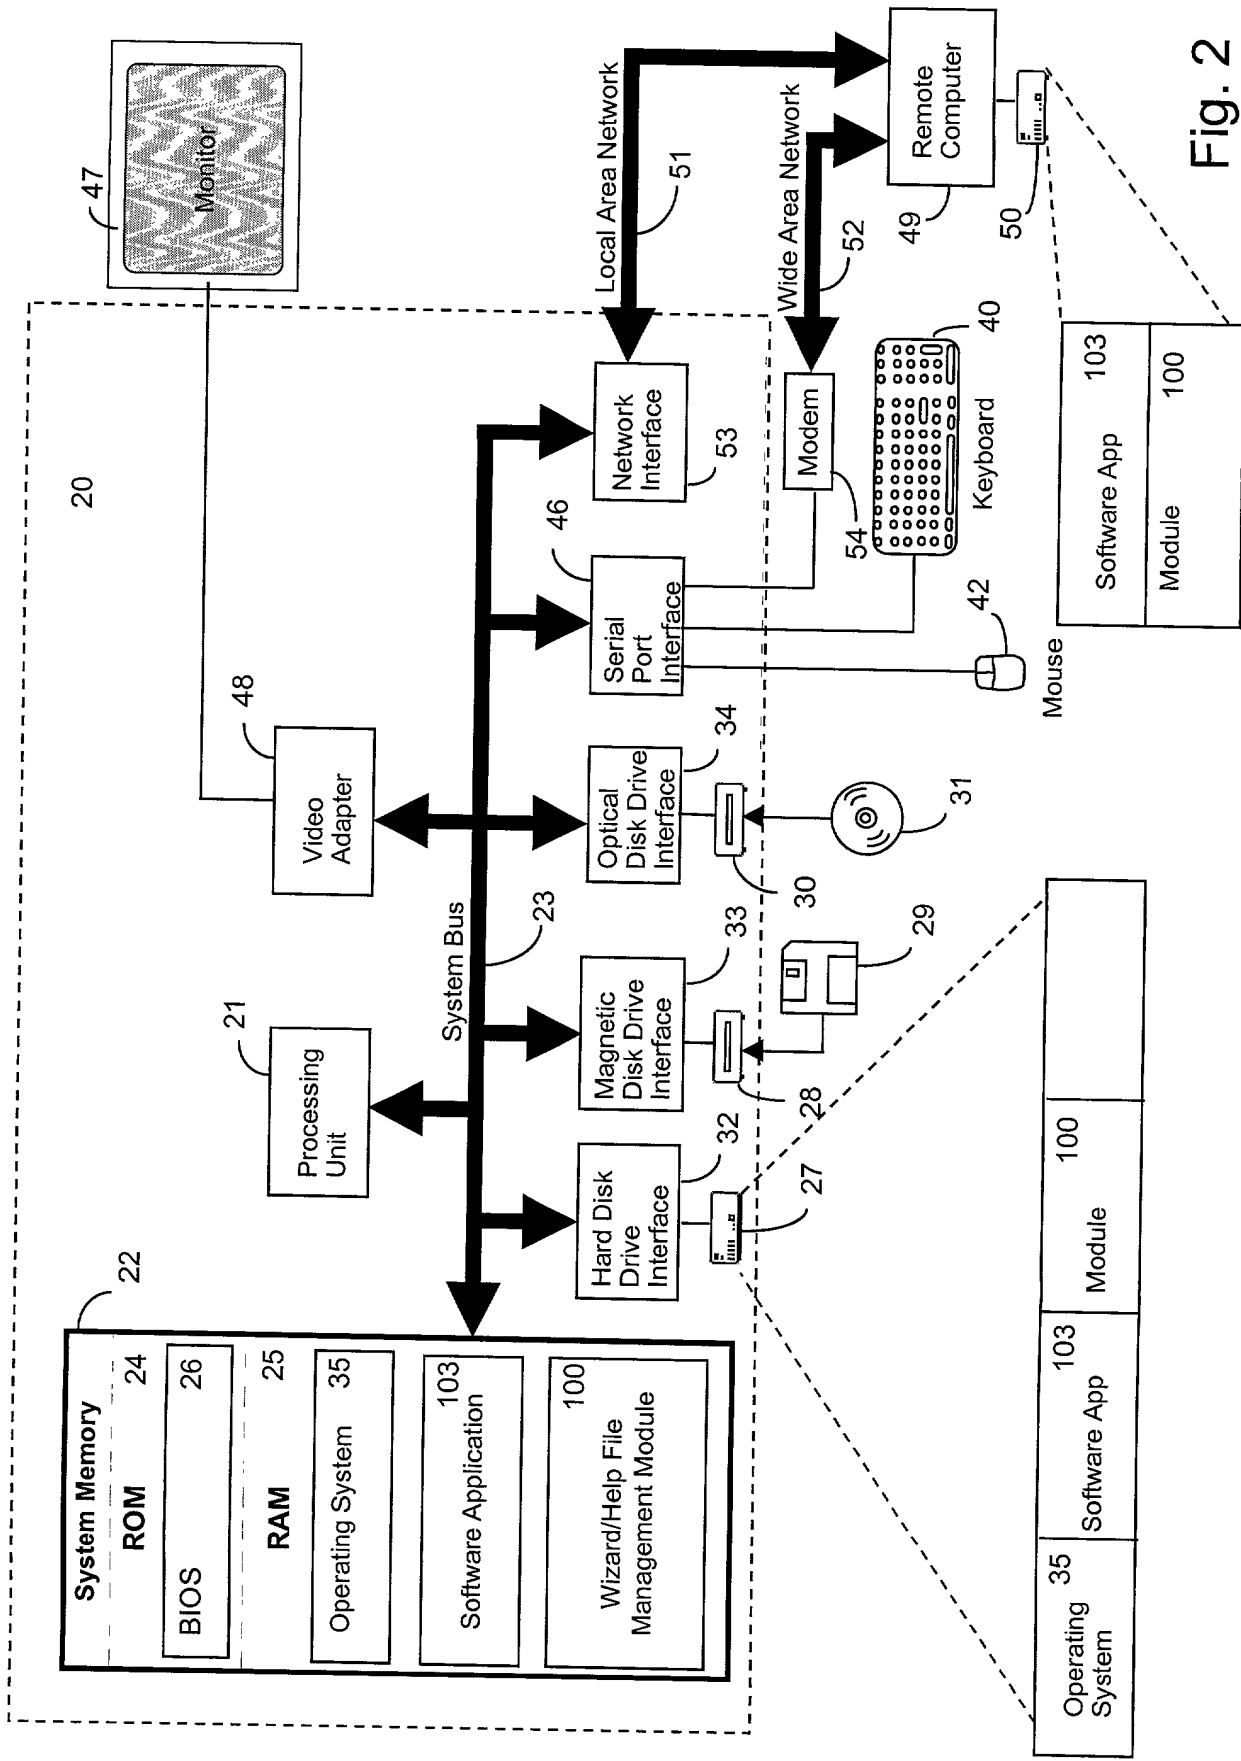 System Memory
22
ROM
24
BIOS
26
RAM
25
Operating System
35
Software Application
103
Wizard/Help File
Management Module
100
20
Processing
Unit
21
Video
Adapter
48
47
Monitor
System Bus
23
Hard Disk
Drive
Interface
32
Magnetic
Disk Drive
Interface
33
Optical
Disk Drive
Interface
34
Serial
Port
Interface
46
Network
Interface
53
Local Area Network
51
27
28
29
30
31
Modem
54
Wide Area Network
52
Keyboard
40
Mouse
42
Remote
Computer
49
50
Operating
System
35
Software App
103
Module
100
Software App
103
Module
100
Fig. 2